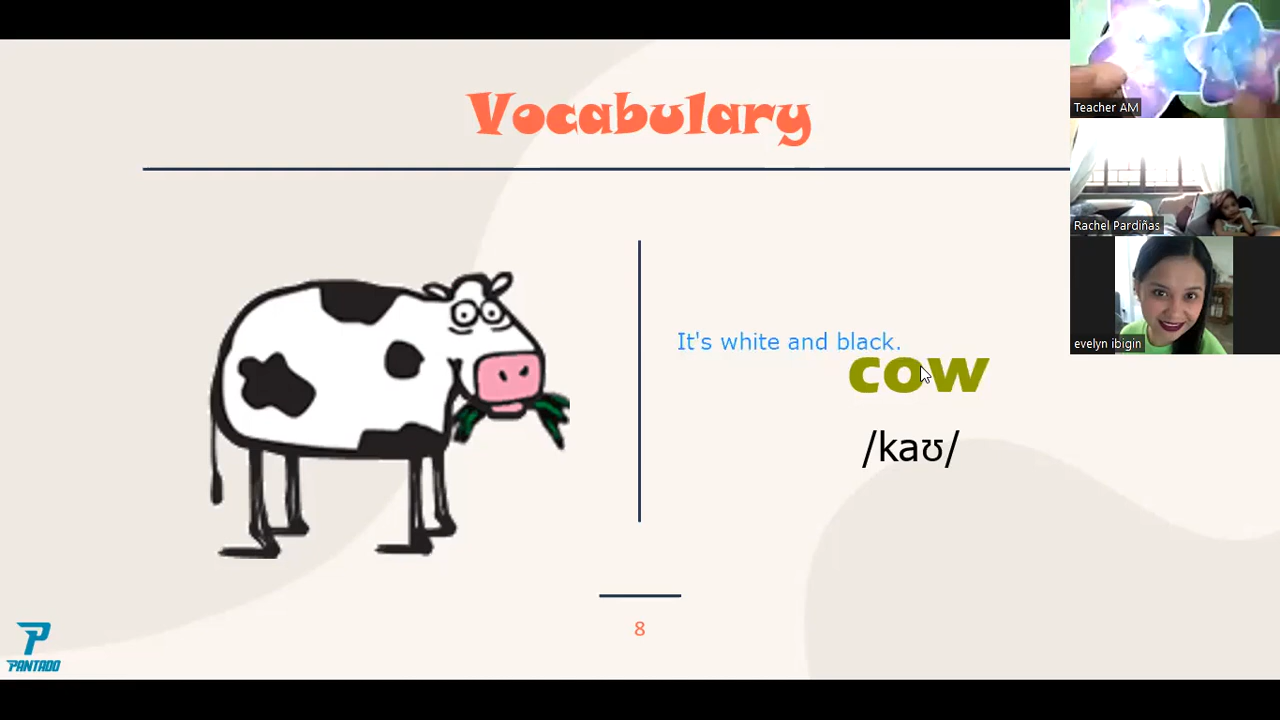 Vocabulary
It's white and black.
cow
/kaʊ/
8
PANTADO
Teacher AM
Rachel Pardiñas
evelyn ibigin